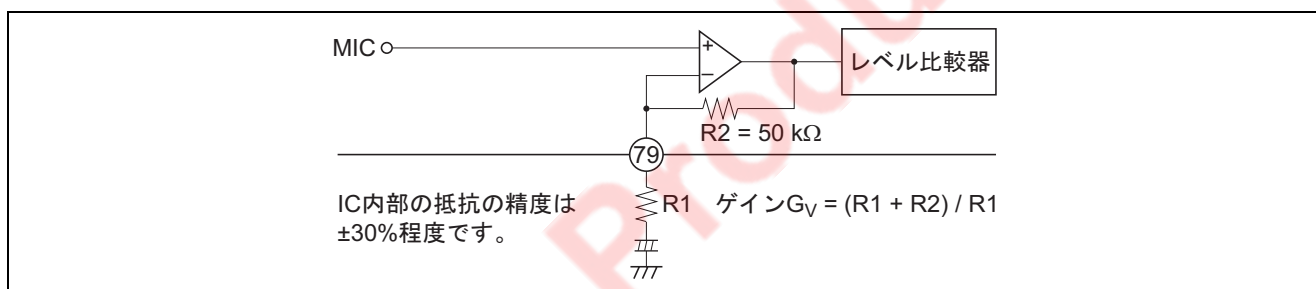 MIC
+
−
レベル比較器
R2 = 50 kΩ
79
IC内部の抵抗の精度は
±30%程度です。
R1 ゲインG_V = (R1 + R2) / R1
Produ